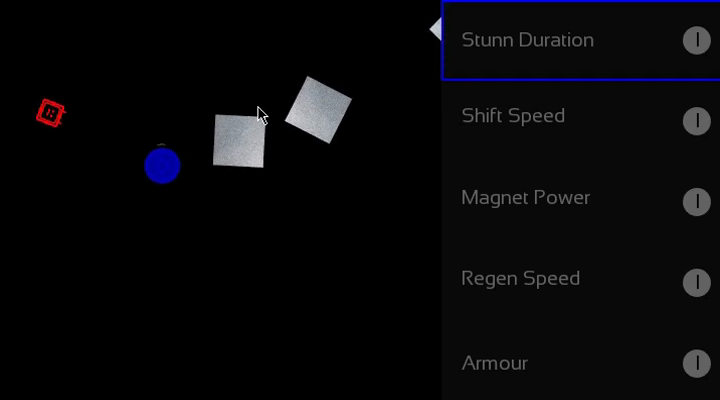 Stunn Duration I
Shift Speed I
Magnet Power I
Regen Speed I
Armour I